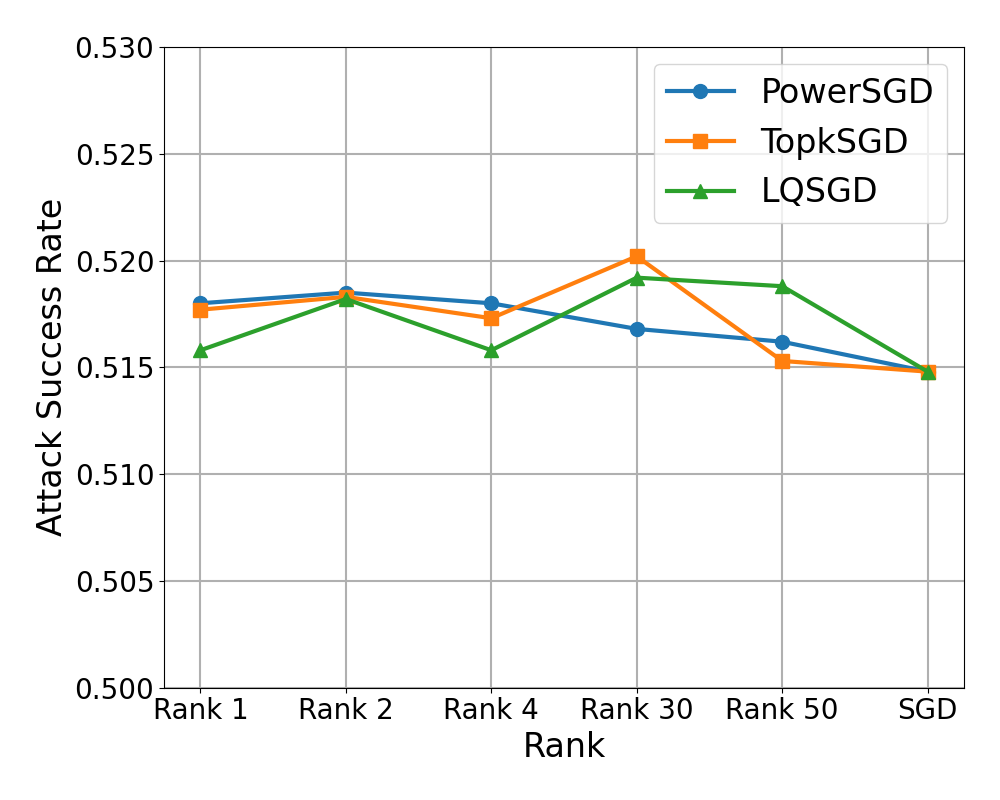 0.530
0.525
0.520
0.515
0.510
0.505
0.500
Attack Success Rate
PowerSGD
TopkSGD
LQSGD
Rank 1 Rank 2 Rank 4 Rank 30 Rank 50 SGD
Rank